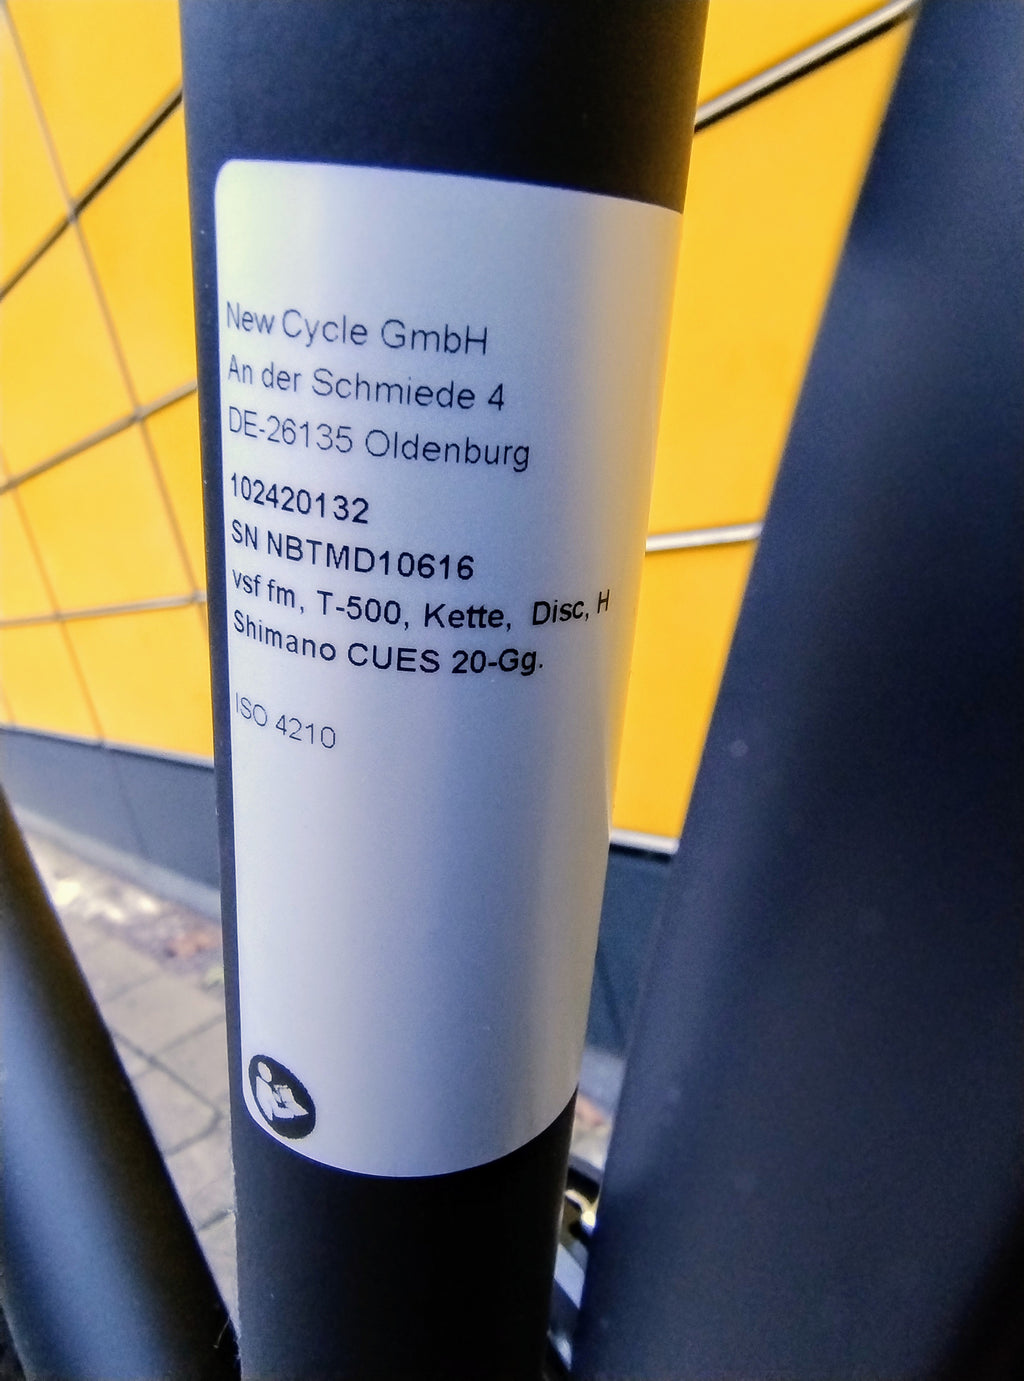 New Cycle GmbH
An der Schmiede 4
DE-26135 Oldenburg
102420132
SN NBTMD10616
vsf fm, T-500, Kette, Disc, H
Shimano CUES 20-Gg.
ISO 4210